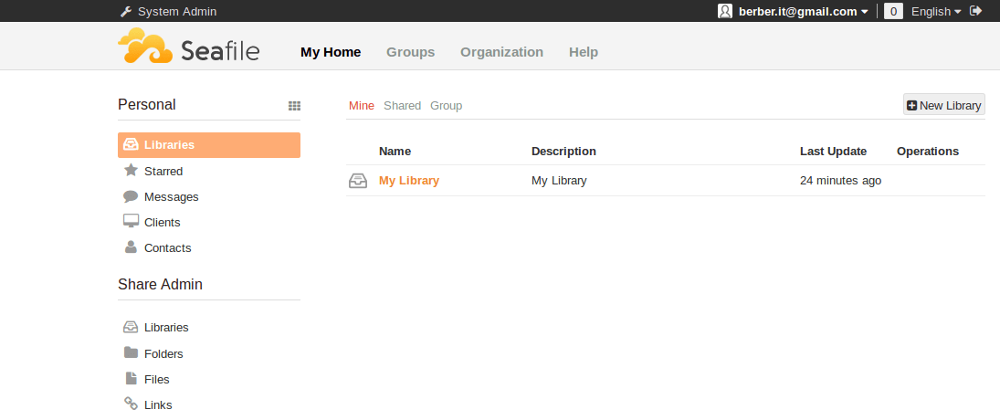 System Admin
berber.it@gmail.com 0 English
Seafile My Home Groups Organization Help
Personal
Libraries
Starred
Messages
Clients
Contacts
Share Admin
Libraries
Folders
Files
Links
Mine Shared Group New Library
Name Description Last Update Operations
My Library My Library 24 minutes ago